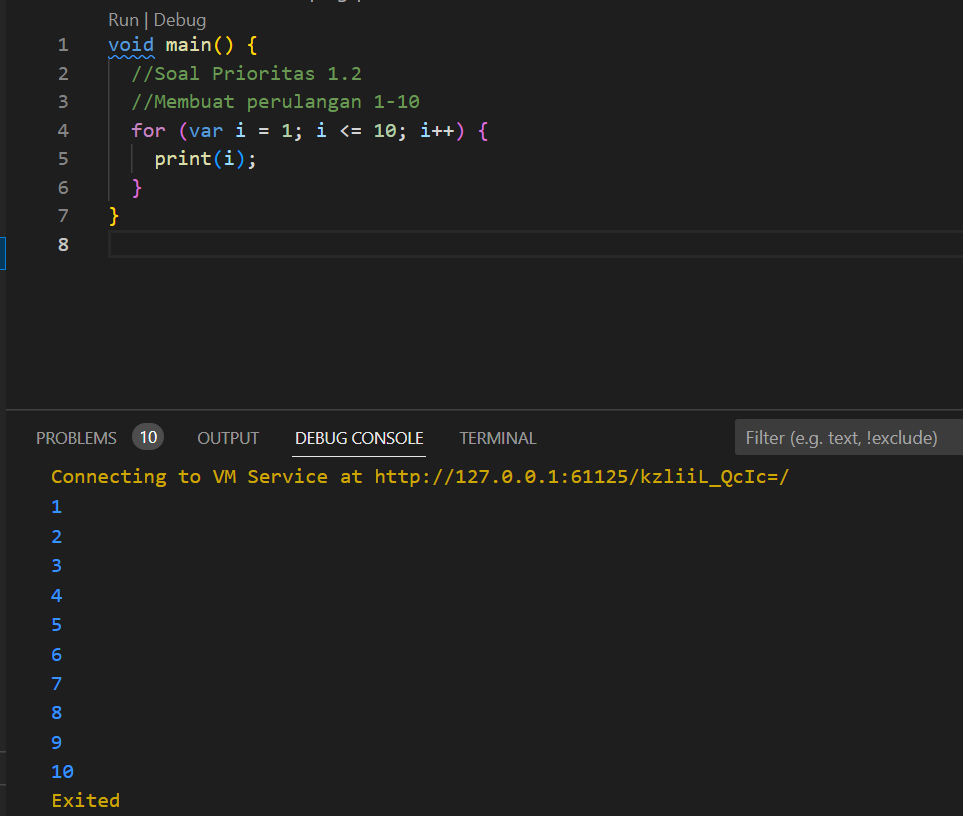 Run | Debug
1 void main() {
2 //Soal Prioritas 1.2
3 //Membuat perulangan 1-10
4 for (var i = 1; i <= 10; i++) {
5 print(i);
6 }
7 }
8
PROBLEMS 10 OUTPUT DEBUG CONSOLE TERMINAL Filter (e.g. text, !exclude)
Connecting to VM Service at http://127.0.0.1:61125/kzliiL_QcIc=/
1
2
3
4
5
6
7
8
9
10
Exited